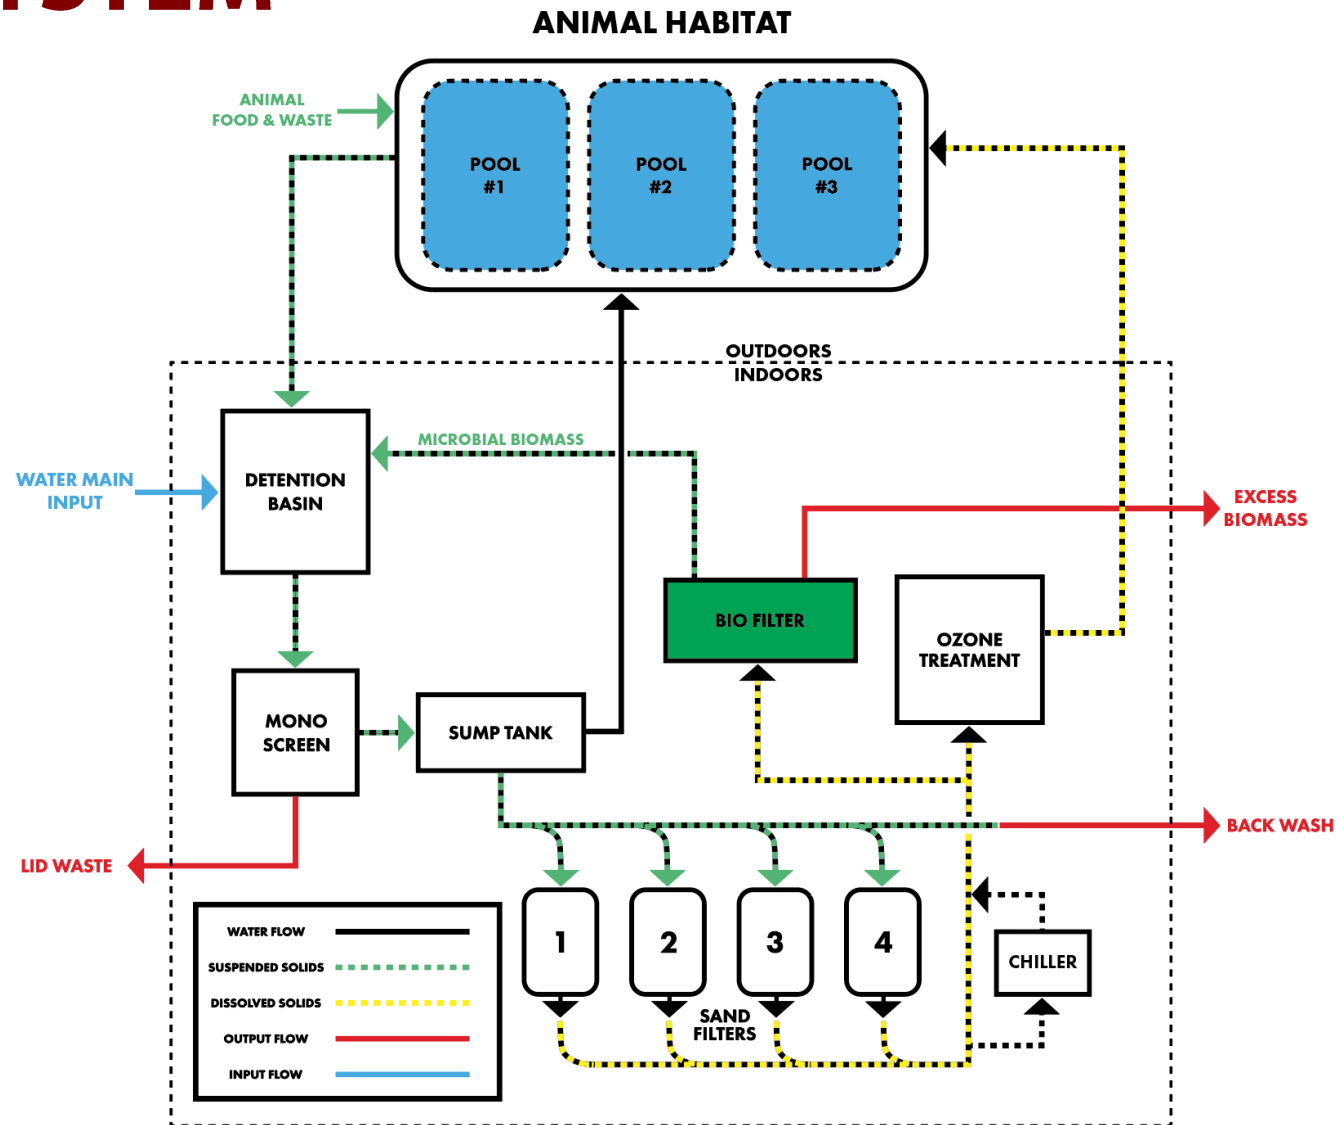 ANIMAL HABITAT
ANIMAL
FOOD & WASTE
POOL
#1
POOL
#2
POOL
#3
OUTDOORS
INDOORS
MICROBIAL BIOMASS
DETENTION
BASIN
WATER MAIN
INPUT
EXCESS
BIOMASS
BIO FILTER
OZONE
TREATMENT
MONO
SCREEN
SUMP TANK
BACK WASH
LID WASTE
1
2
3
4
SAND
FILTERS
CHILLER
WATER FLOW
SUSPENDED SOLIDS
DISSOLVED SOLIDS
OUTPUT FLOW
INPUT FLOW